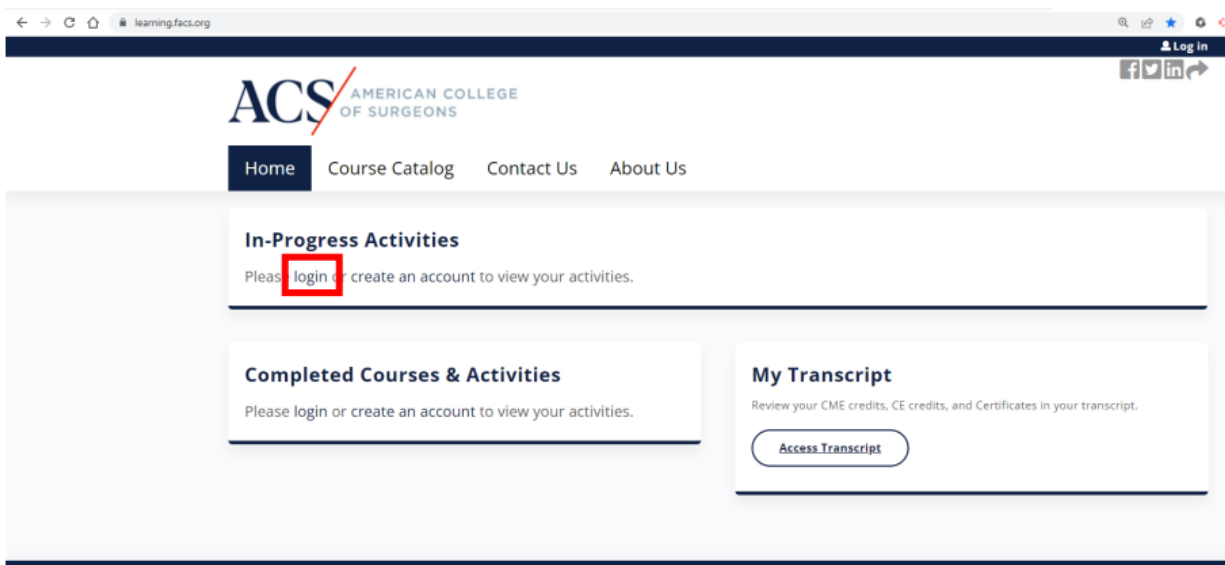 learning.facs.org
Log in
ACS AMERICAN COLLEGE
OF SURGEONS
Home Course Catalog Contact Us About Us
In-Progress Activities
Please login or create an account to view your activities.
Completed Courses & Activities
Please login or create an account to view your activities.
My Transcript
Review your CME credits, CE credits, and Certificates in your transcript.
Access Transcript